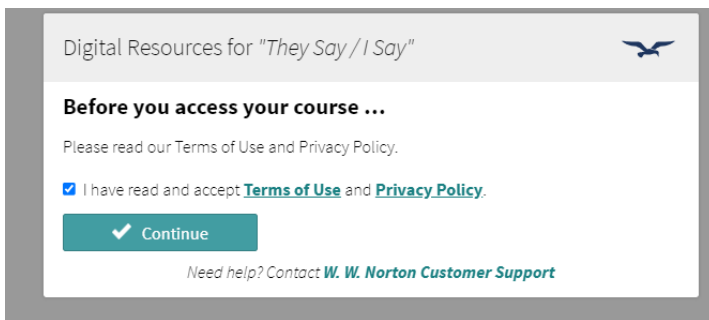 Digital Resources for "They Say / I Say"
Before you access your course ...
Please read our Terms of Use and Privacy Policy.
I have read and accept Terms of Use and Privacy Policy.
Continue
Need help? Contact W. W. Norton Customer Support